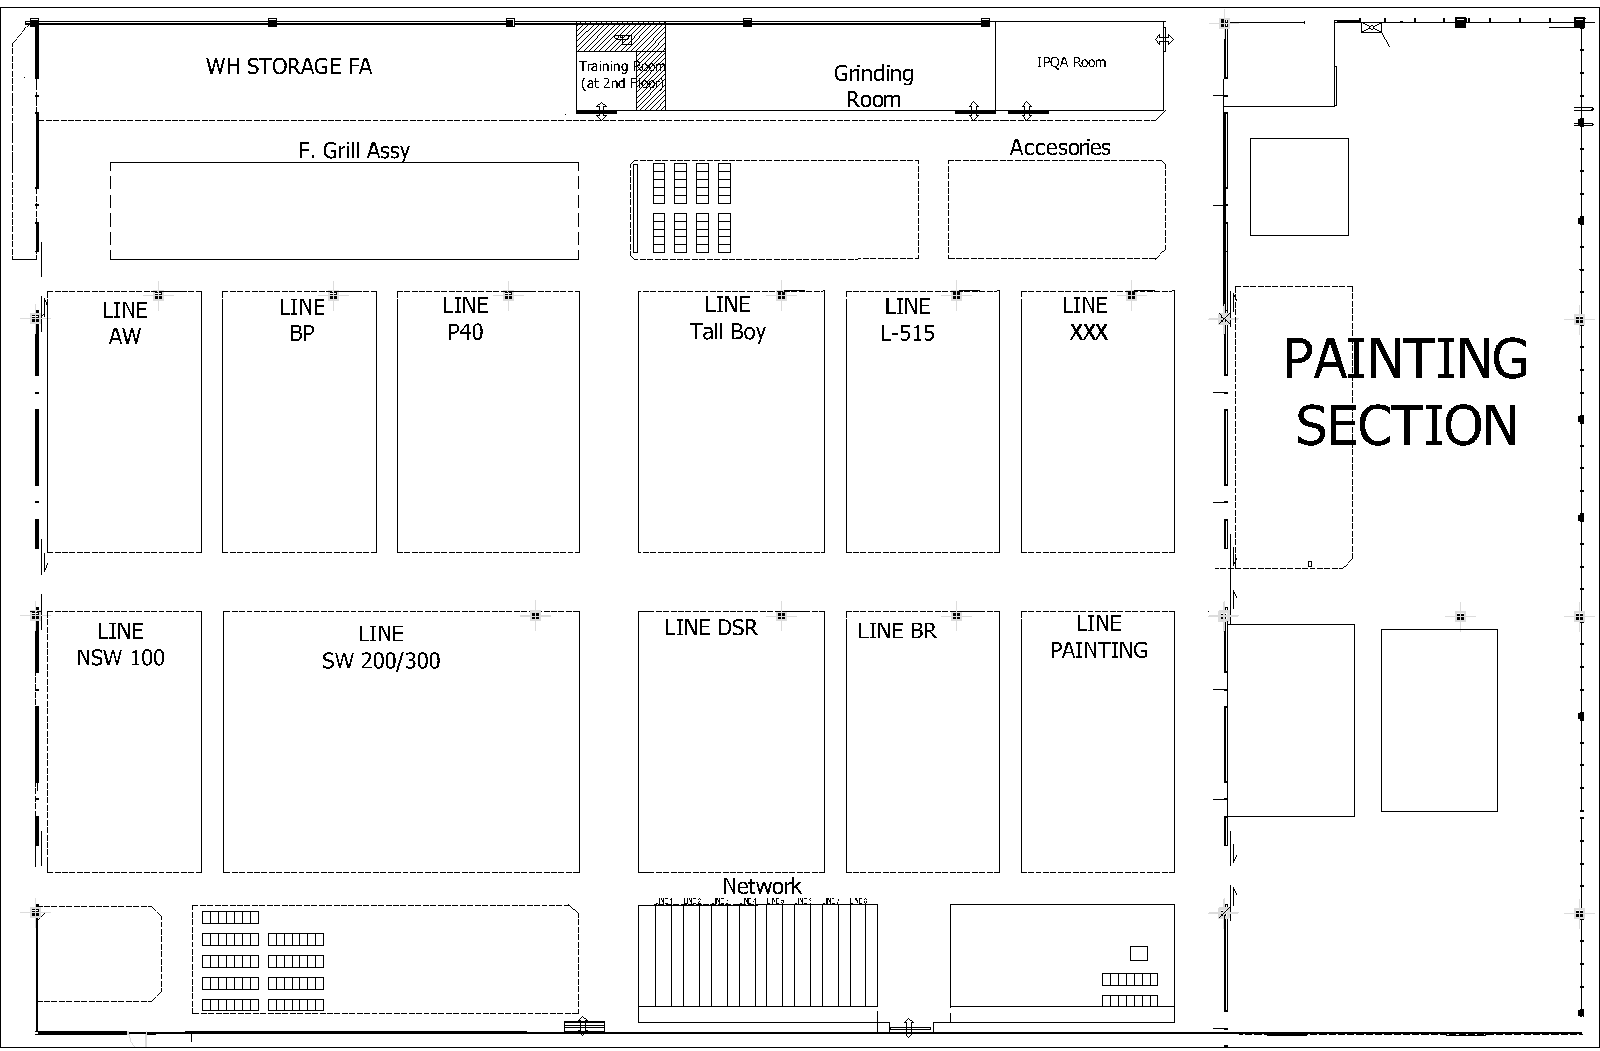 WH STORAGE FA
Training Room
(at 2nd Floor)
Grinding
Room
IPQA Room
F. Grill Assy
Accesories
LINE
AW
LINE
BP
LINE
P40
LINE
Tall Boy
LINE
L-515
LINE
XXX
PAINTING
SECTION
LINE
NSW 100
LINE
SW 200/300
LINE DSR
LINE BR
LINE
PAINTING
Network